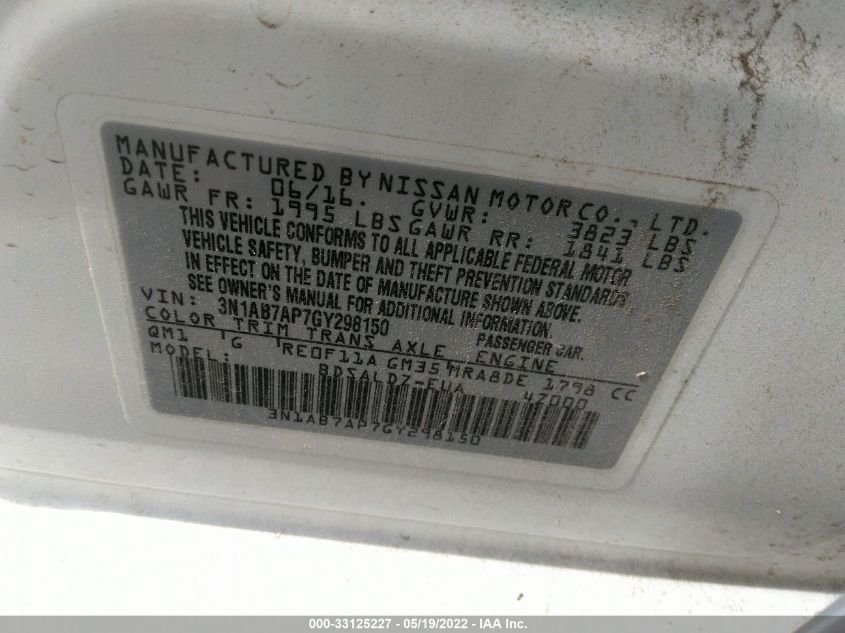 MANUFACTURED BY NISSAN MOTOR CO., LTD.
DATE: 06/16. GVWR: 3823 LBS
GAWR FR: 1995 LBS GAWR RR: 1841 LBS
THIS VEHICLE CONFORMS TO ALL APPLICABLE FEDERAL MOTOR
VEHICLE SAFETY, BUMPER AND THEFT PREVENTION STANDARDS
IN EFFECT ON THE DATE OF MANUFACTURE SHOWN ABOVE.
SEE OWNER'S MANUAL FOR ADDITIONAL INFORMATION.
VIN: 3N1AB7AP7GY298150 PASSENGER CAR.
COLOR TRIM TRANS AXLE ENGINE
QM1 G RE0F11A GM35 MRA8DE 1798 CC
MODEL: BDSALDZ-EUA 47000
3N1AB7AP7GY298150
000-33125227 - 05/19/2022 - IAA Inc.